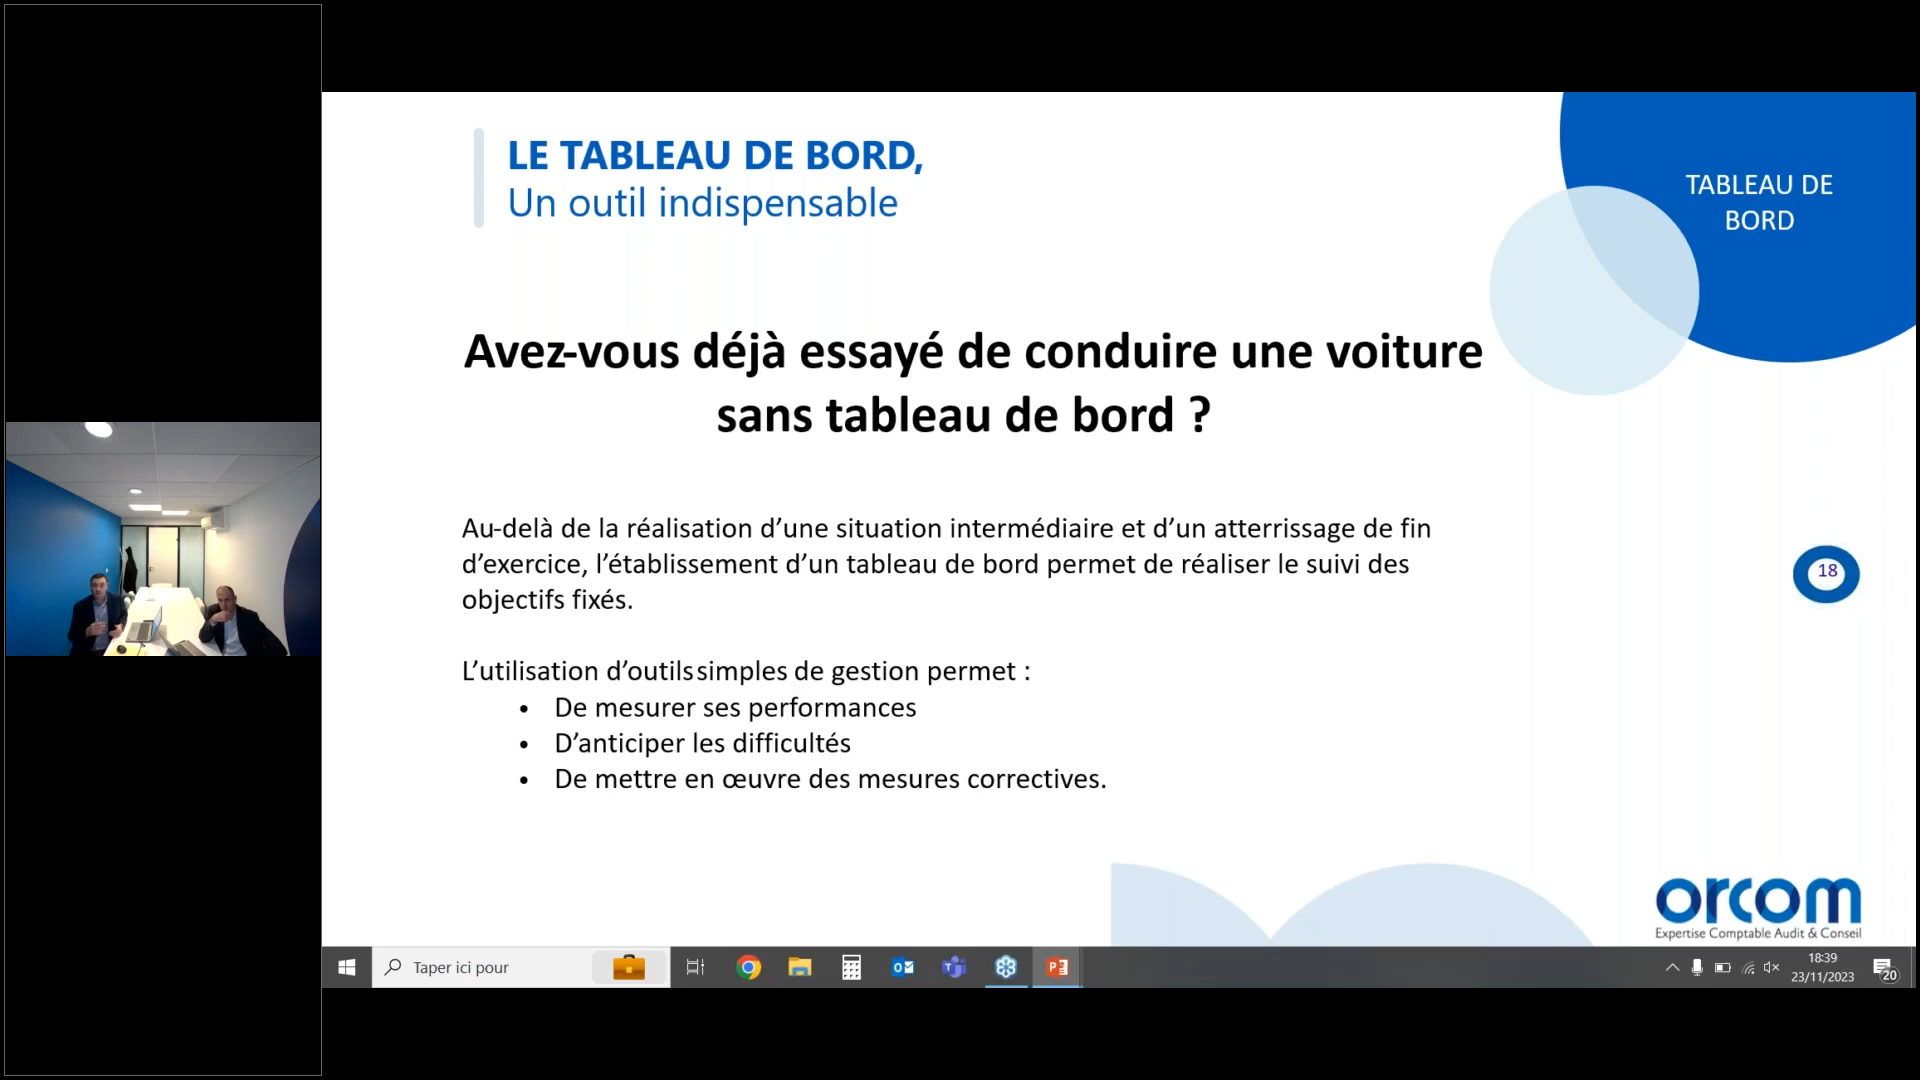 LE TABLEAU DE BORD,
Un outil indispensable
TABLEAU DE
BORD
Avez-vous déjà essayé de conduire une voiture
sans tableau de bord ?
Au-delà de la réalisation d’une situation intermédiaire et d’un atterrissage de fin
d’exercice, l’établissement d’un tableau de bord permet de réaliser le suivi des
objectifs fixés.
18
L’utilisation d’outils simples de gestion permet :
• De mesurer ses performances
• D’anticiper les difficultés
• De mettre en œuvre des mesures correctives.
orcom
Expertise Comptable Audit & Conseil
Taper ici pour
18:39
23/11/2023
20